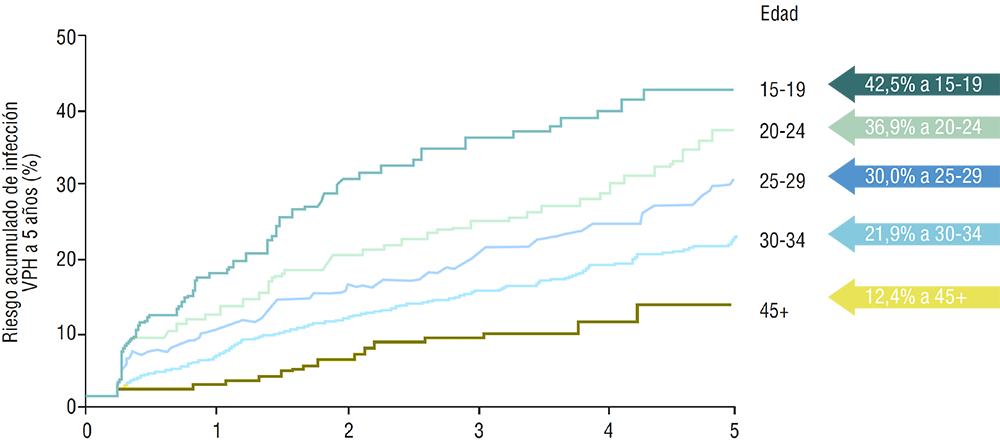 Riesgo acumulado de infección
VPH a 5 años (%)
50
40
30
20
10
0
0 1 2 3 4 5
Edad
15-19 42,5% a 15-19
20-24 36,9% a 20-24
25-29 30,0% a 25-29
30-34 21,9% a 30-34
45+ 12,4% a 45+